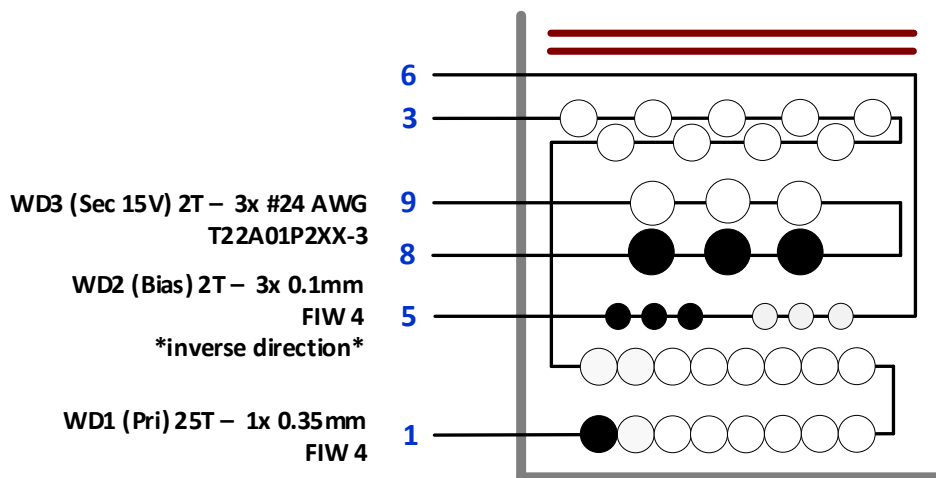 6
3
WD3 (Sec 15V) 2T – 3x #24 AWG
9
T22A01P2XX-3
8
WD2 (Bias) 2T – 3x 0.1mm
FIW 4
5
*inverse direction*
WD1 (Pri) 25T – 1x 0.35mm
1
FIW 4